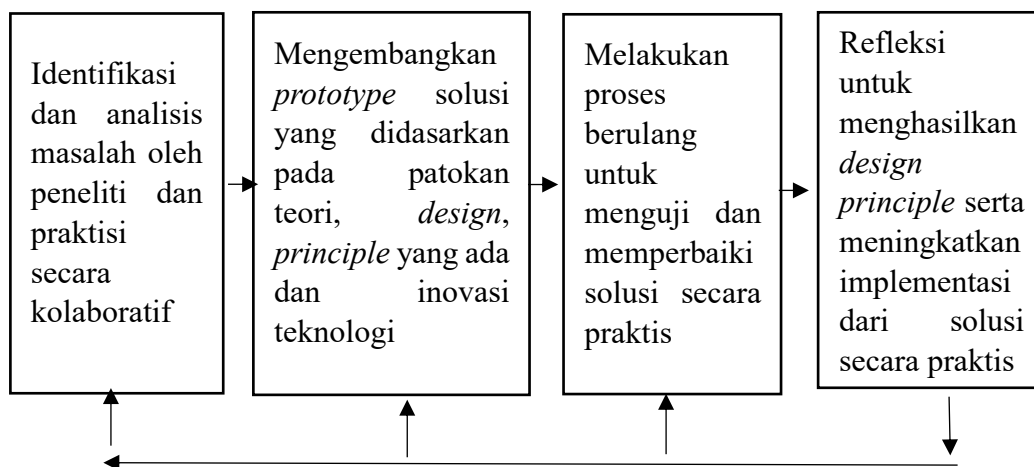 Identifikasi
dan analisis
masalah oleh
peneliti dan
praktisi
secara
kolaboratif
Mengembangkan
prototype solusi
yang didasarkan
pada patokan
teori, design,
principle yang ada
dan inovasi
teknologi
Melakukan
proses
berulang
untuk
menguji dan
memperbaiki
solusi secara
praktis
Refleksi
untuk
menghasilkan
design
principle serta
meningkatkan
implementasi
dari solusi
secara praktis